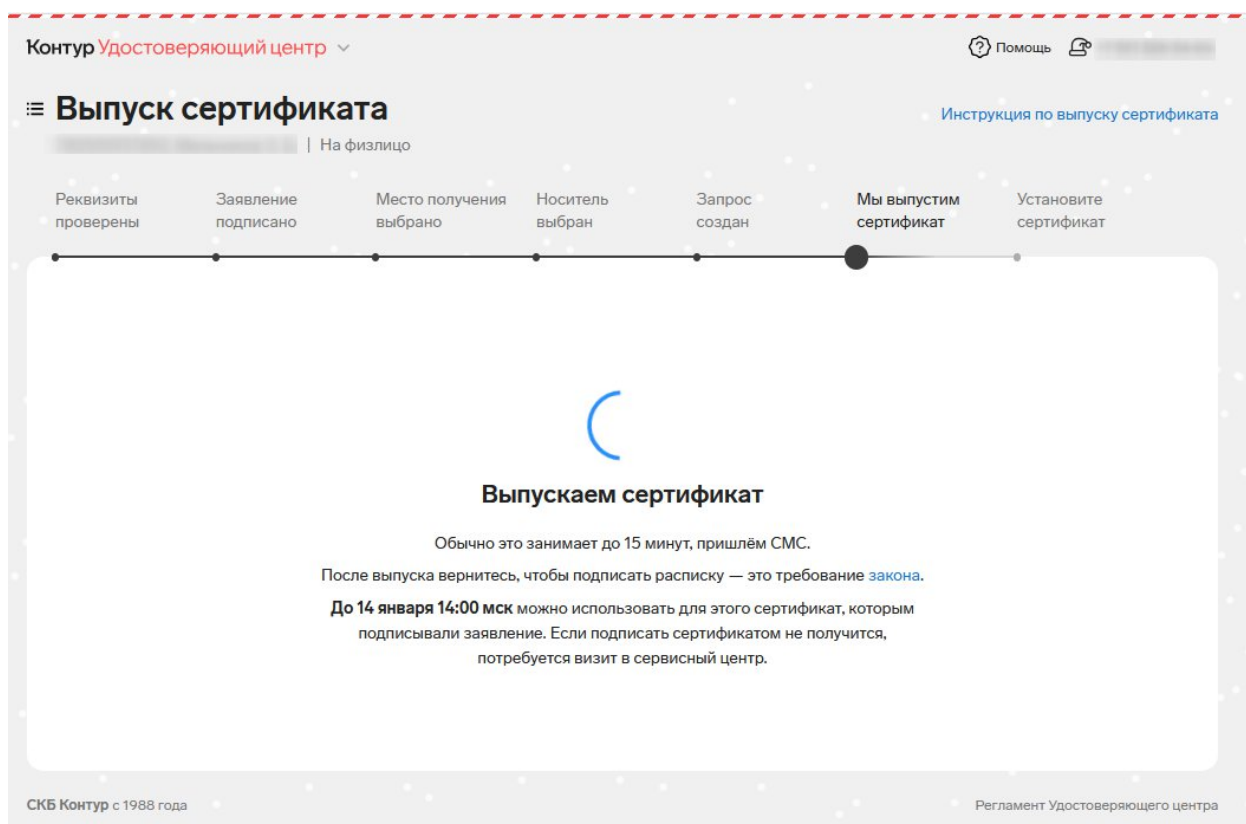 Контур Удостоверяющий центр
Помощь
Выпуск сертификата
Инструкция по выпуску сертификата
| На физлицо
Реквизиты
проверены
Заявление
подписано
Место получения
выбрано
Носитель
выбран
Запрос
создан
Мы выпустим
сертификат
Установите
сертификат
Выпускаем сертификат
Обычно это занимает до 15 минут, пришлём СМС.
После выпуска вернитесь, чтобы подписать расписку — это требование закона.
До 14 января 14:00 мск можно использовать для этого сертификат, которым
подписывали заявление. Если подписать сертификатом не получится,
потребуется визит в сервисный центр.
СКБ Контур с 1988 года
Регламент Удостоверяющего центра